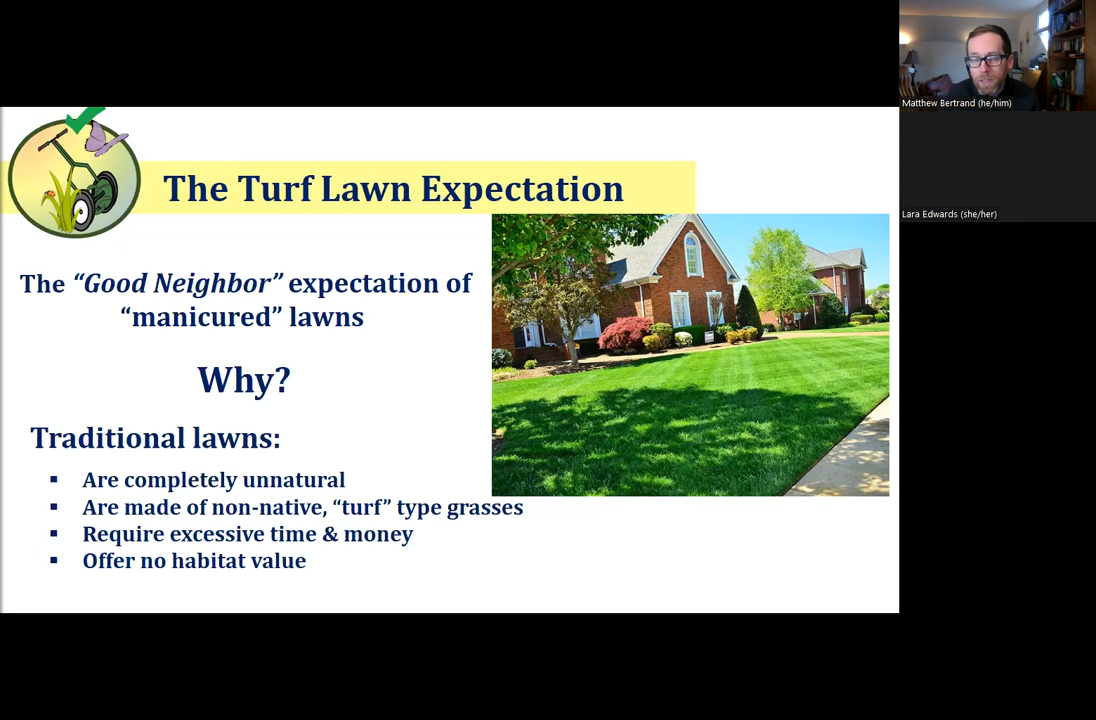 Matthew Bertrand (he/him)
Lara Edwards (she/her)
The Turf Lawn Expectation
The “Good Neighbor” expectation of
“manicured” lawns
Why?
Traditional lawns:
▪ Are completely unnatural
▪ Are made of non-native, “turf” type grasses
▪ Require excessive time & money
▪ Offer no habitat value